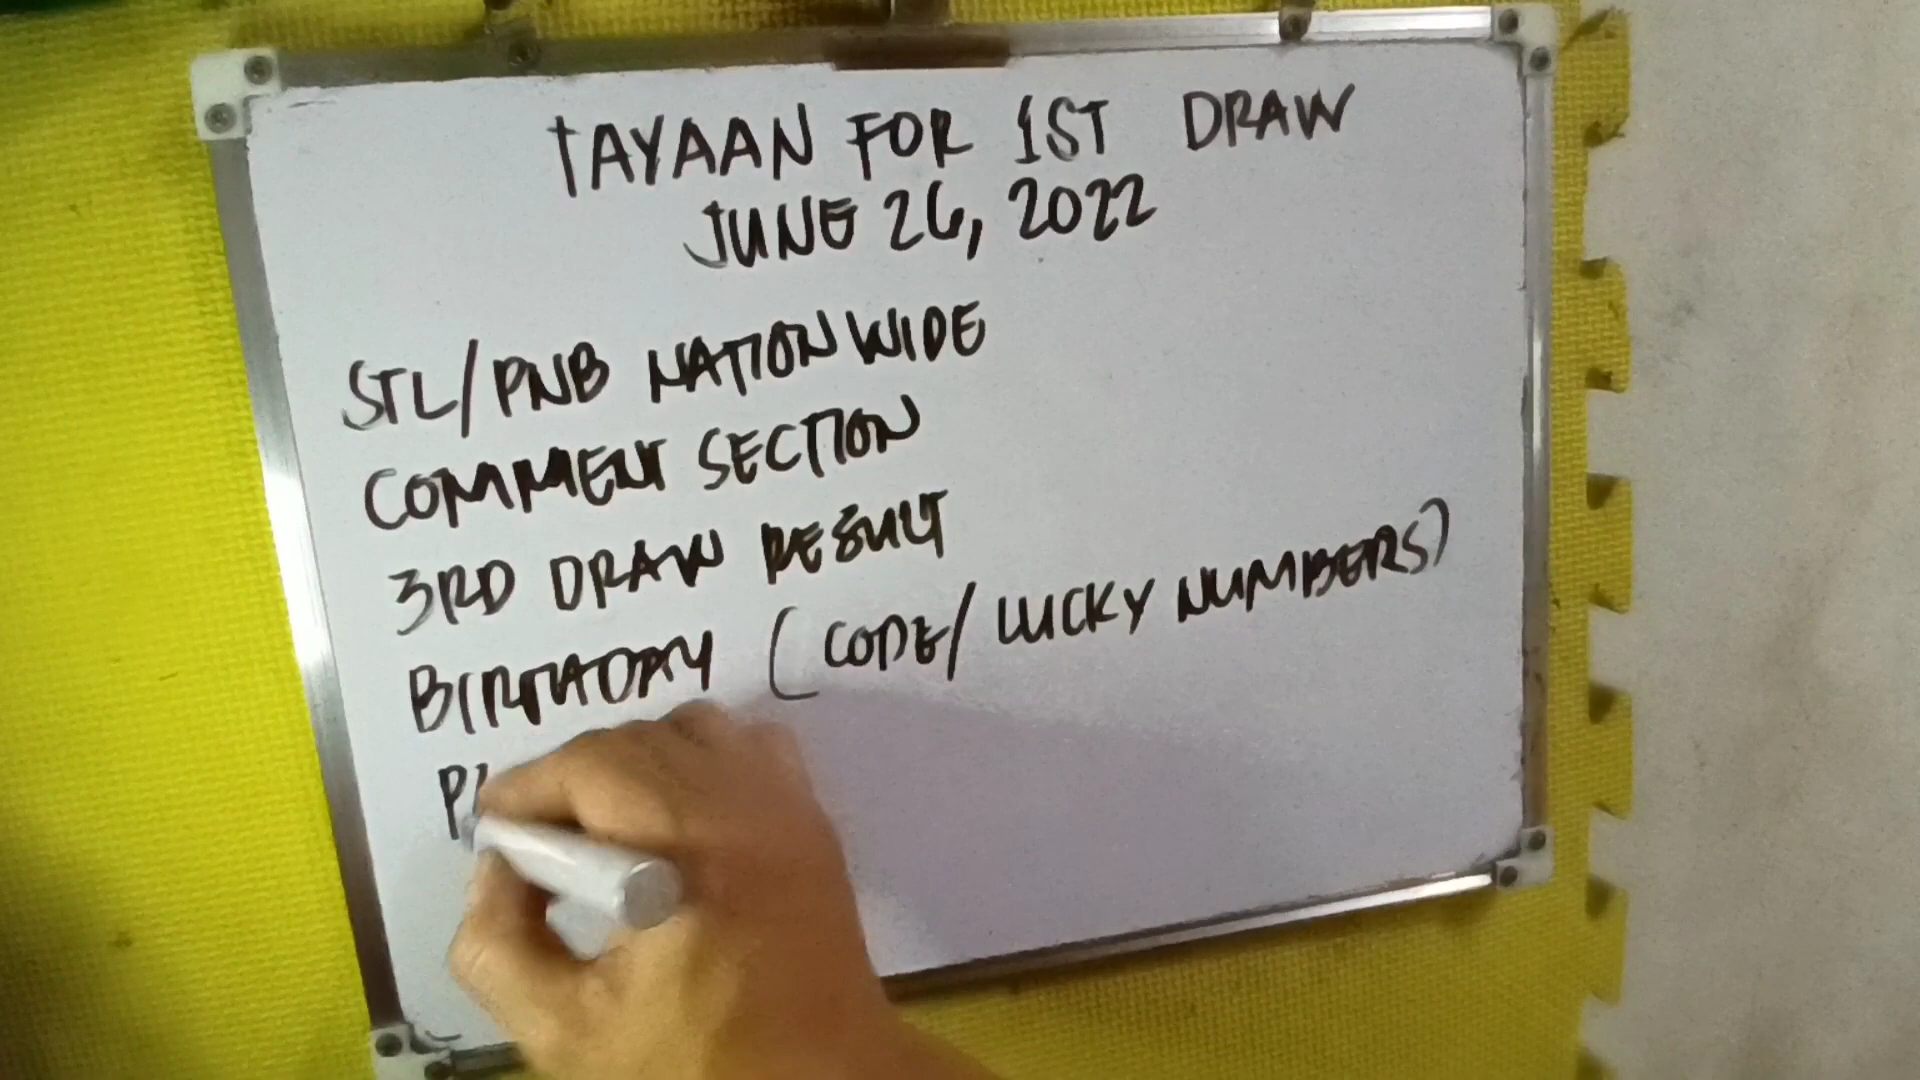 TAYAAN FOR 1ST DRAW
JUNE 26, 2022
STL/PNB NATIONWIDE
COMMENT SECTION
3RD DRAW RESULT
BIRTHDAY (CODE/LUCKY NUMBERS)